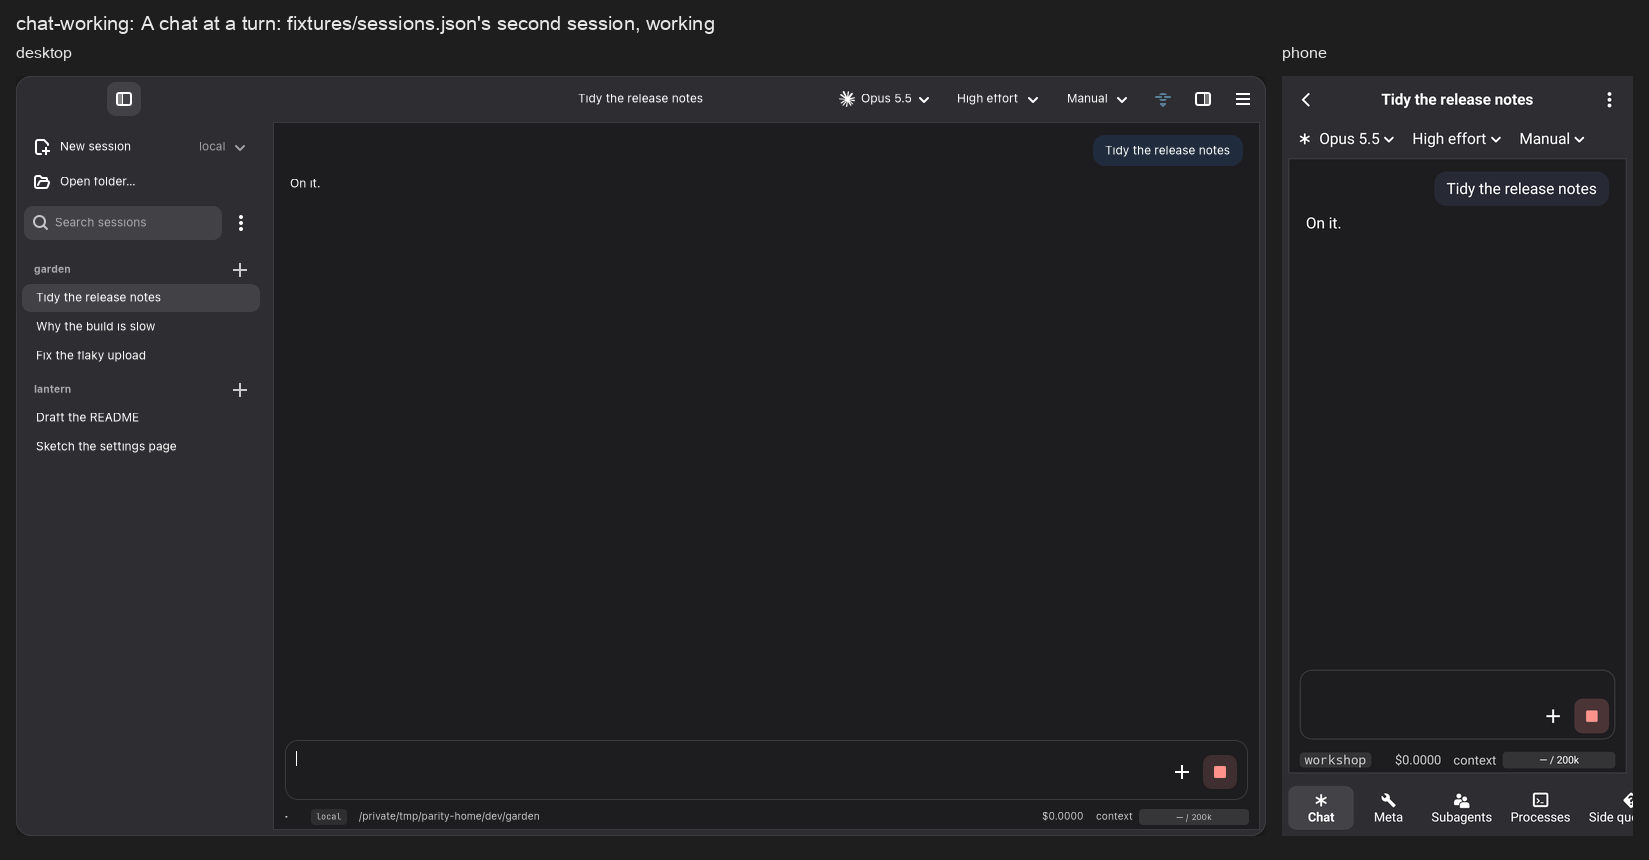 chat-working: A chat at a turn: fixtures/sessions.json's second session, working
desktop
Tidy the release notes
Opus 5.5
High effort
Manual
New session
local
Open folder...
Search sessions
garden
Tidy the release notes
Why the build is slow
Fix the flaky upload
lantern
Draft the README
Sketch the settings page
Tidy the release notes
On it.
local
/private/tmp/parity-home/dev/garden
$0.0000
context
— / 200k
phone
Tidy the release notes
Opus 5.5
High effort
Manual
Tidy the release notes
On it.
workshop
$0.0000
context
— / 200k
Chat
Meta
Subagents
Processes
Side qu